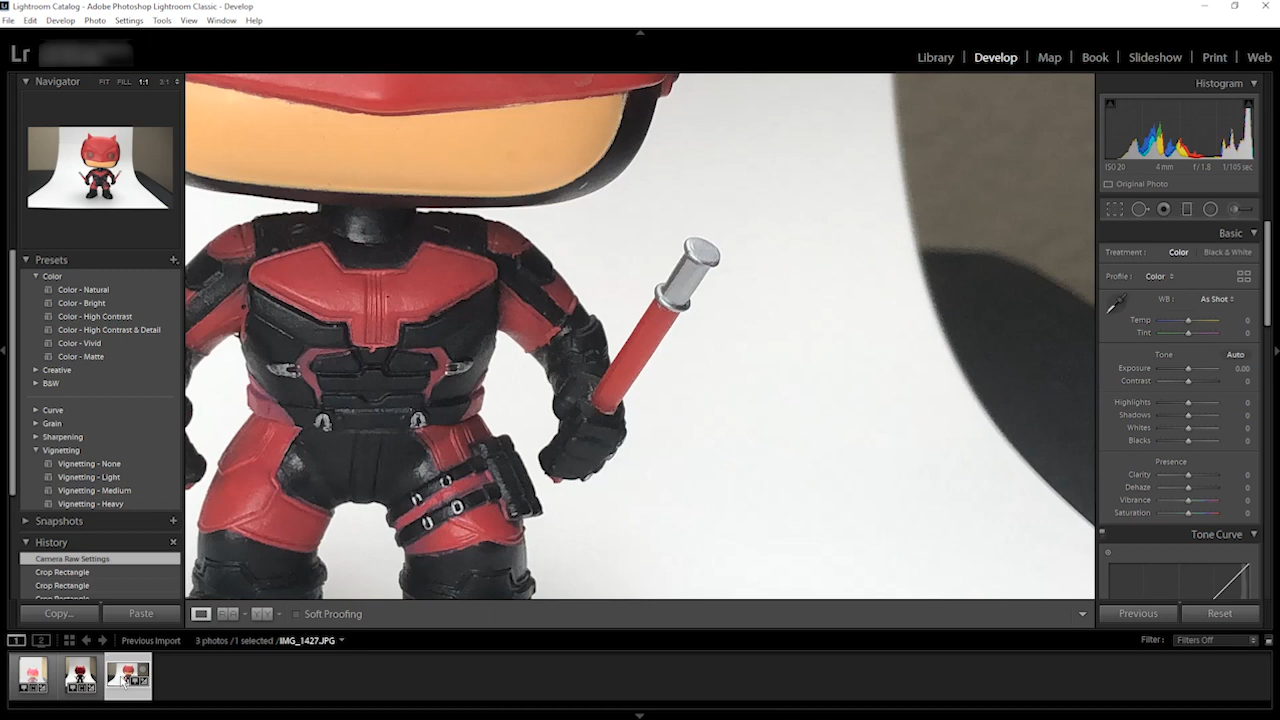 Lightroom Catalog - Adobe Photoshop Lightroom Classic - Develop
File Edit Develop Photo Settings Tools View Window Help
Lr
Library | Develop | Map | Book | Slideshow | Print | Web
Navigator FIT FILL 1:1 3:1
Presets +
Color
Color - Natural
Color - Bright
Color - High Contrast
Color - High Contrast & Detail
Color - Vivid
Color - Matte
Creative
B&W
Curve
Grain
Sharpening
Vignetting
Vignetting - None
Vignetting - Light
Vignetting - Medium
Vignetting - Heavy
Snapshots +
History ×
Camera Raw Settings
Crop Rectangle
Crop Rectangle
Crop Rectangle
Copy... Paste
Soft Proofing
Histogram
ISO 20 4 mm f / 1.8 1/105 sec
Original Photo
Basic
Treatment : Color Black & White
Profile : Color
WB : As Shot
Temp 0
Tint 0
Tone Auto
Exposure 0.00
Contrast 0
Highlights 0
Shadows 0
Whites 0
Blacks 0
Presence
Clarity 0
Dehaze 0
Vibrance 0
Saturation 0
Tone Curve
Previous Reset
1 2 Previous Import 3 photos / 1 selected / IMG_1427.JPG Filter : Filters Off